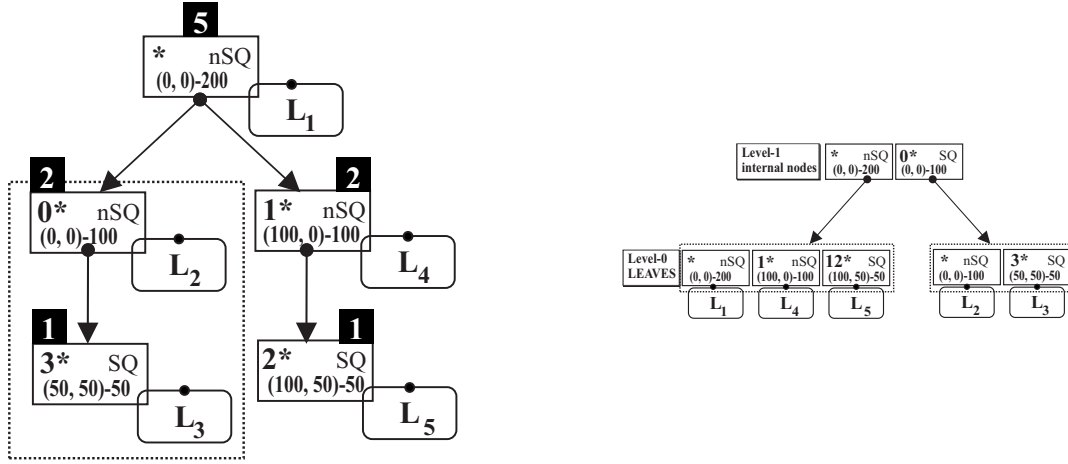 5
* nSQ
(0, 0)-200
L1
2
0* nSQ
(0, 0)-100
L2
2
1* nSQ
(100, 0)-100
L4
1
3* SQ
(50, 50)-50
L3
1
2* SQ
(100, 50)-50
L5
Level-1
internal nodes
* nSQ
(0, 0)-200
0* SQ
(0, 0)-100
Level-0
LEAVES
* nSQ
(0, 0)-200
L1
1* nSQ
(100, 0)-100
L4
12* SQ
(100, 50)-50
L5
* nSQ
(0, 0)-100
L2
3* SQ
(50, 50)-50
L3